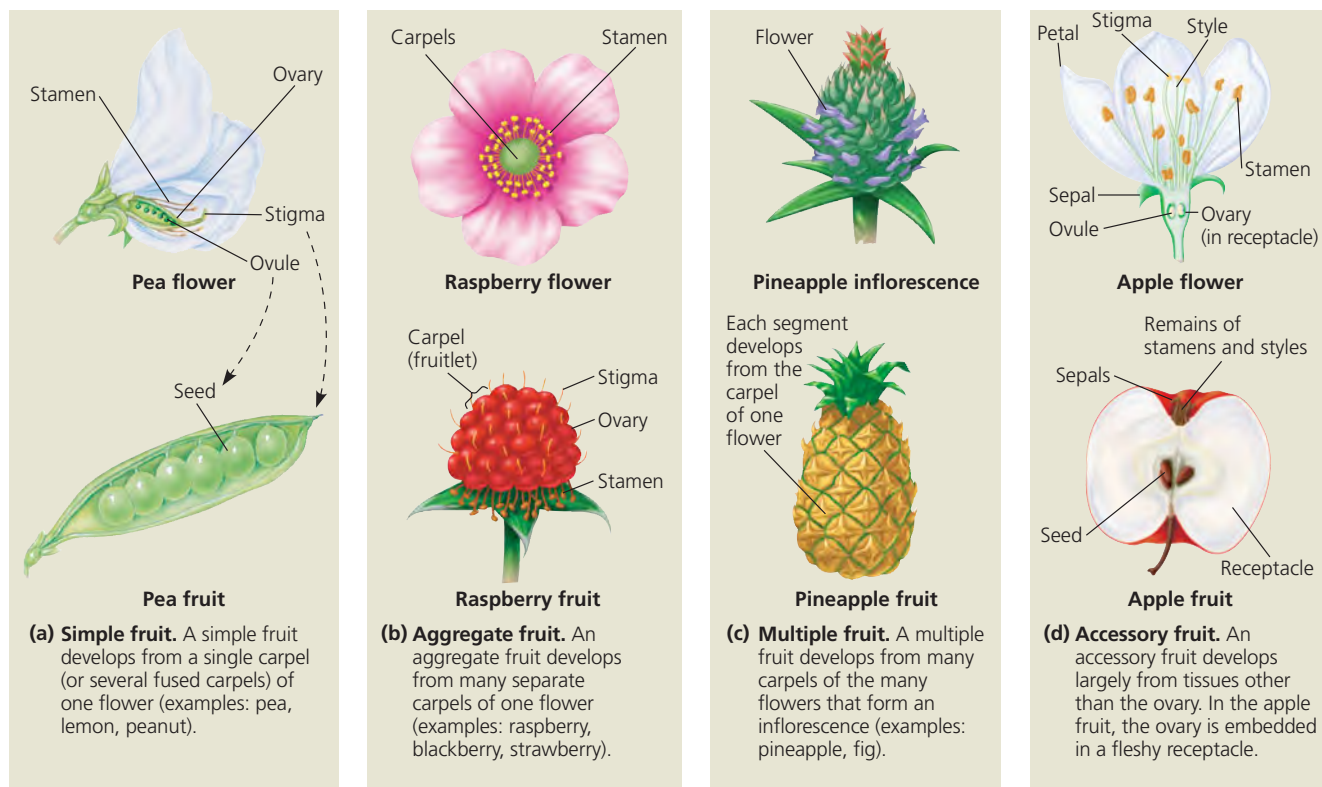 Stamen
Ovary
Stigma
Ovule
Pea flower
Seed
Pea fruit
(a) Simple fruit. A simple fruit
develops from a single carpel
(or several fused carpels) of
one flower (examples: pea,
lemon, peanut).
Carpels
Stamen
Raspberry flower
Carpel
(fruitlet)
Stigma
Ovary
Stamen
Raspberry fruit
(b) Aggregate fruit. An
aggregate fruit develops
from many separate
carpels of one flower
(examples: raspberry,
blackberry, strawberry).
Flower
Pineapple inflorescence
Each segment
develops
from the
carpel
of one
flower
Pineapple fruit
(c) Multiple fruit. A multiple
fruit develops from many
carpels of the many
flowers that form an
inflorescence (examples:
pineapple, fig).
Petal
Stigma
Style
Stamen
Sepal
Ovule
Ovary
(in receptacle)
Apple flower
Remains of
stamens and styles
Sepals
Seed
Receptacle
Apple fruit
(d) Accessory fruit. An
accessory fruit develops
largely from tissues other
than the ovary. In the apple
fruit, the ovary is embedded
in a fleshy receptacle.